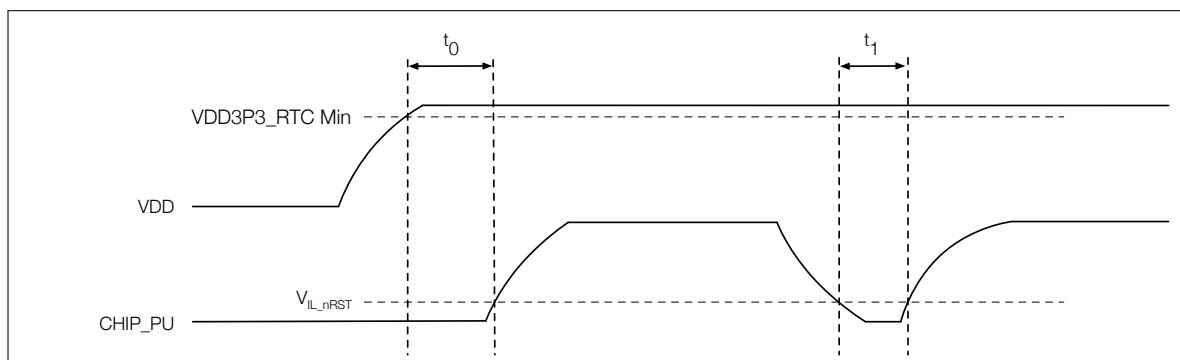 t0 t1
VDD3P3_RTC Min
VDD
VIL_nRST
CHIP_PU